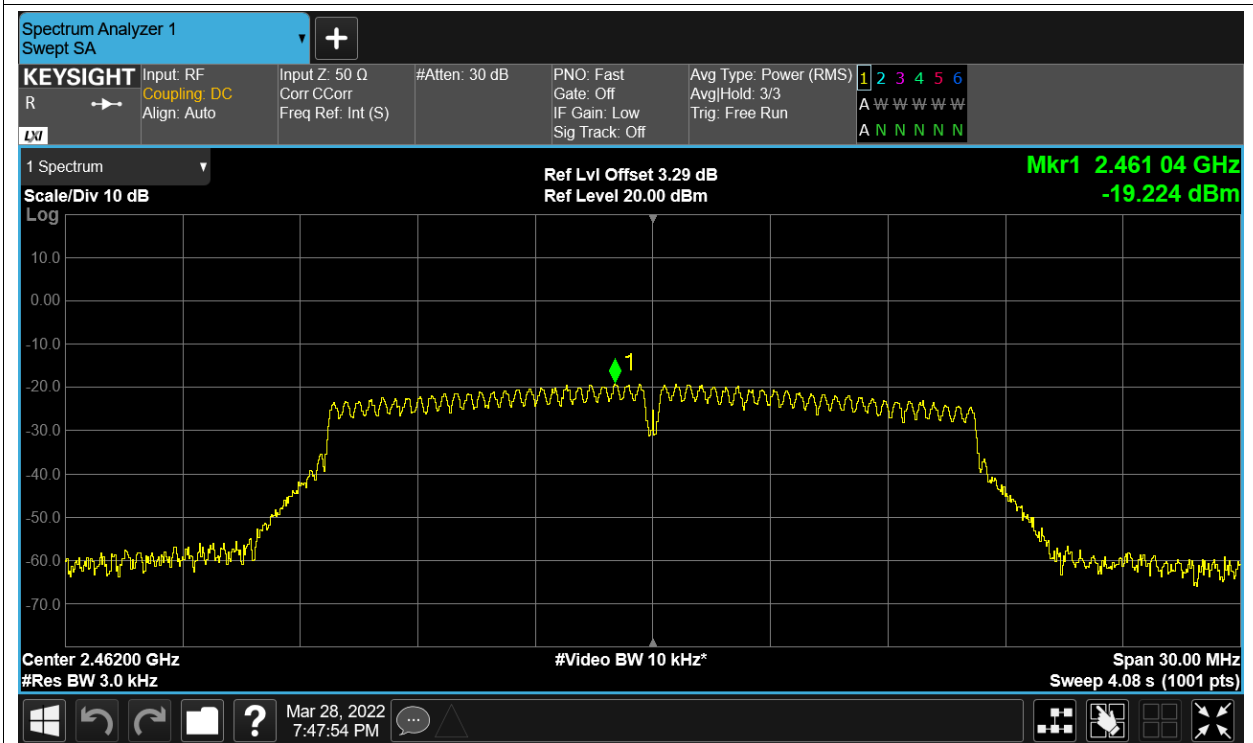 Spectrum Analyzer 1
Swept SA
KEYSIGHT
R
LXI
Input: RF
Coupling: DC
Align: Auto
Input Z: 50 Ω
Corr CCorr
Freq Ref: Int (S)
#Atten: 30 dB
PNO: Fast
Gate: Off
IF Gain: Low
Sig Track: Off
Avg Type: Power (RMS)
Avg|Hold: 3/3
Trig: Free Run
1 2 3 4 5 6
A W W W W W
A N N N N N
1 Spectrum
Scale/Div 10 dB
Log
Ref Lvl Offset 3.29 dB
Ref Level 20.00 dBm
Mkr1 2.461 04 GHz
-19.224 dBm
10.0
0.00
-10.0
-20.0
-30.0
-40.0
-50.0
-60.0
-70.0
1
Center 2.46200 GHz
#Res BW 3.0 kHz
#Video BW 10 kHz*
Span 30.00 MHz
Sweep 4.08 s (1001 pts)
?
Mar 28, 2022
7:47:54 PM